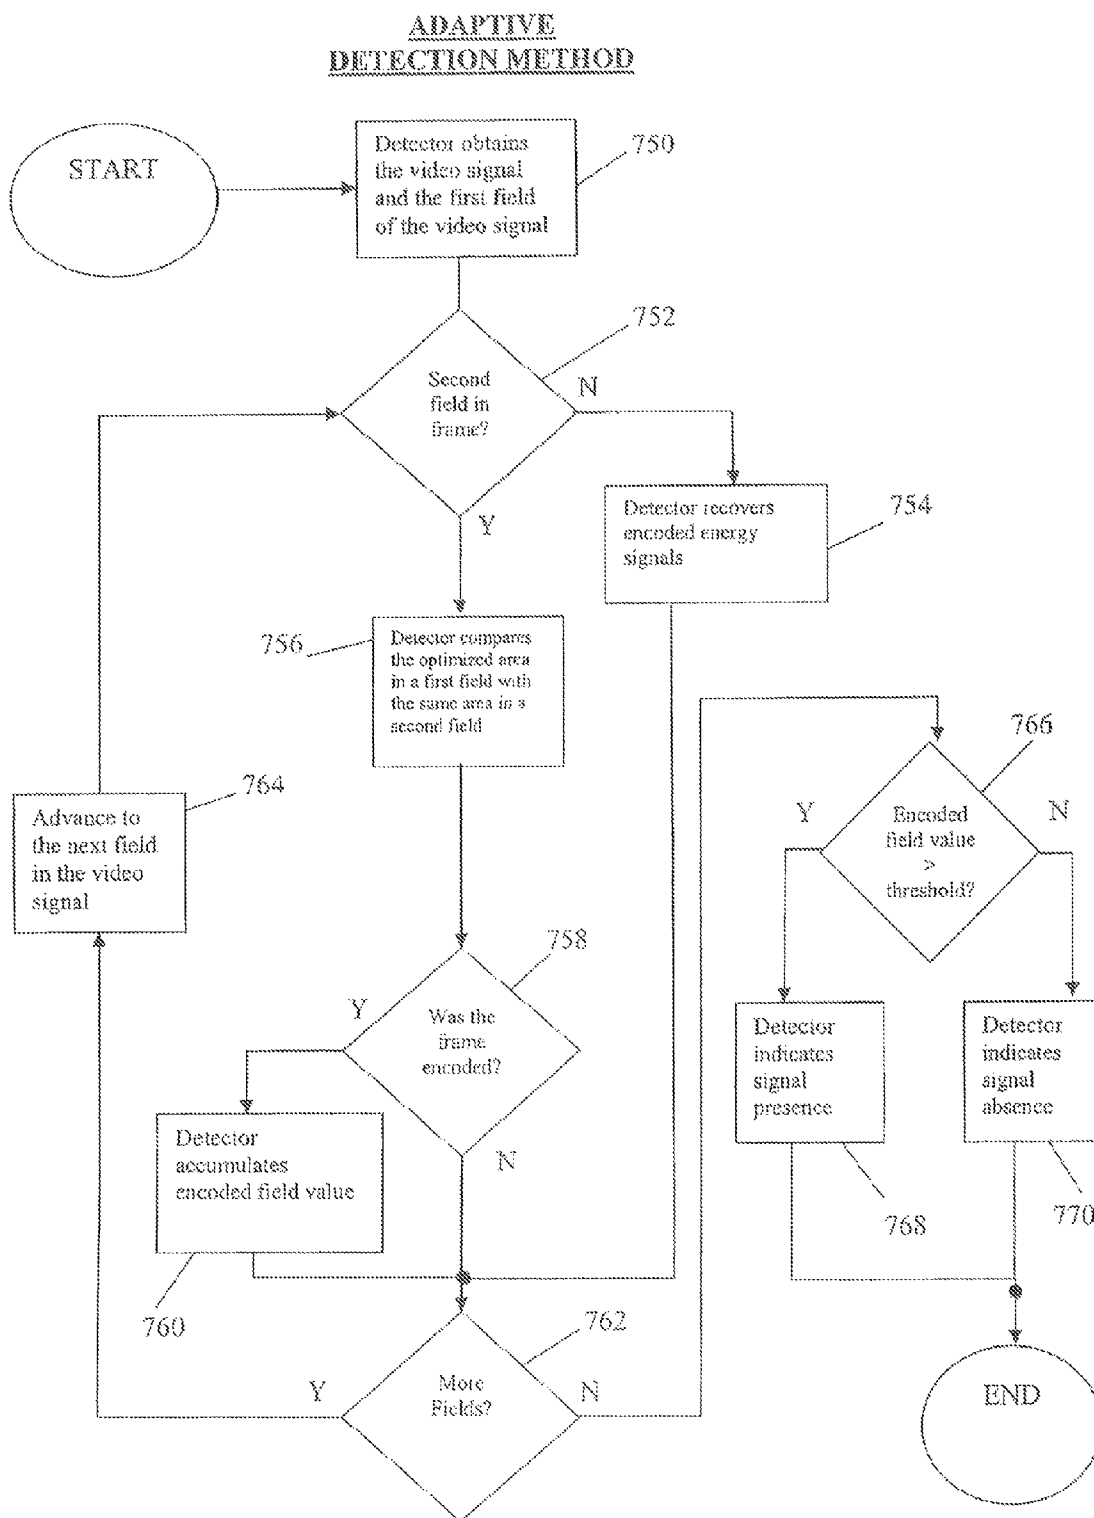 ADAPTIVE
DETECTION METHOD
START
Detector obtains
the video signal
and the first field
of the video signal
750
752
Second
field in
frame?
N
Y
Detector recovers
encoded energy
signals
754
756
Detector compares
the optimized area
in a first field with
the same area in a
second field
764
Advance to
the next field
in the video
signal
766
Y
Encoded
field value
>
threshold?
N
758
Y
Was the
frame
encoded?
N
Detector
accumulates
encoded field value
760
Detector
indicates
signal
presence
768
Detector
indicates
signal
absence
770
762
Y
More
Fields?
N
END